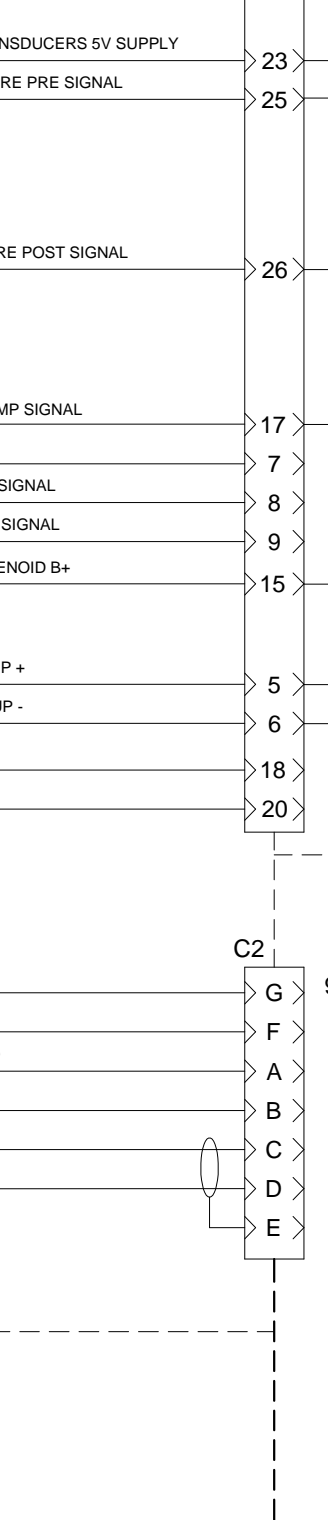 NSDUCERS 5V SUPPLY
23
RE PRE SIGNAL
25
RE POST SIGNAL
26
MP SIGNAL
17
7
SIGNAL
8
SIGNAL
9
ENOID B+
15
P +
5
UP -
6
18
20
C2
G
F
A
B
C
D
E